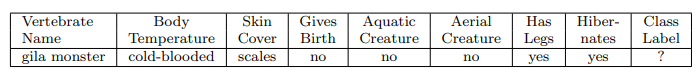 Vertebrate Body Skin Gives Aquatic Aerial Has Hiber- Class
Name Temperature Cover Birth Creature Creature Legs nates Label
gila monster cold-blooded scales no no no yes yes ?